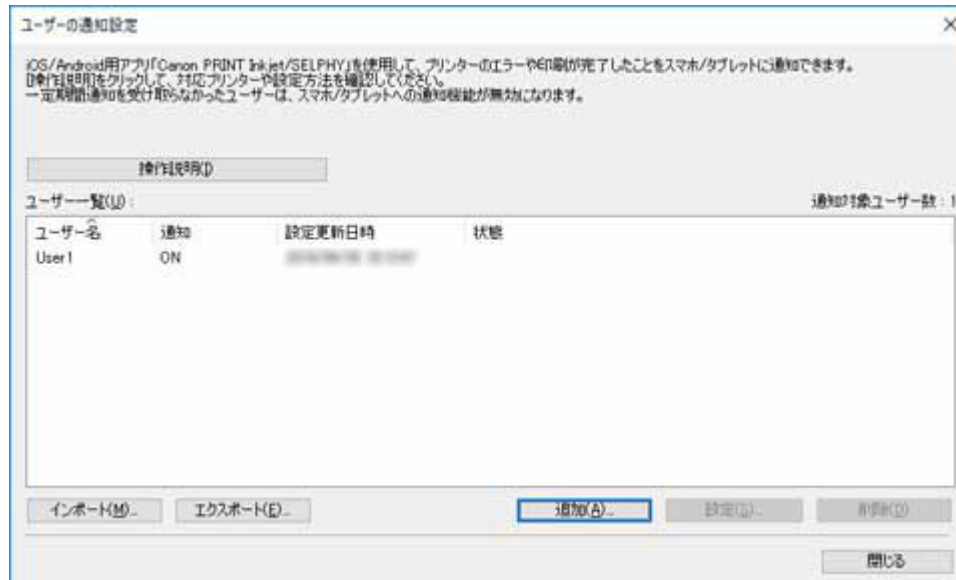 ユーザーの通知設定
iOS/Android用アプリ「Canon PRINT Inkjet/SELPHY」を使用して、プリンターのエラーや印刷が完了したことをスマホ/タブレットに通知できます。
[操作説明]をクリックして、対応プリンターや設定方法を確認してください。
一定期間通知を受け取らなかったユーザーは、スマホ/タブレットへの通知機能が無効になります。
操作説明(I)
ユーザー一覧(U): 通知対象ユーザー数: 1
ユーザー名 通知 設定更新日時 状態
User1 ON
インポート(M)... エクスポート(E)... 追加(A)... 設定(S)... 削除(D)
閉じる